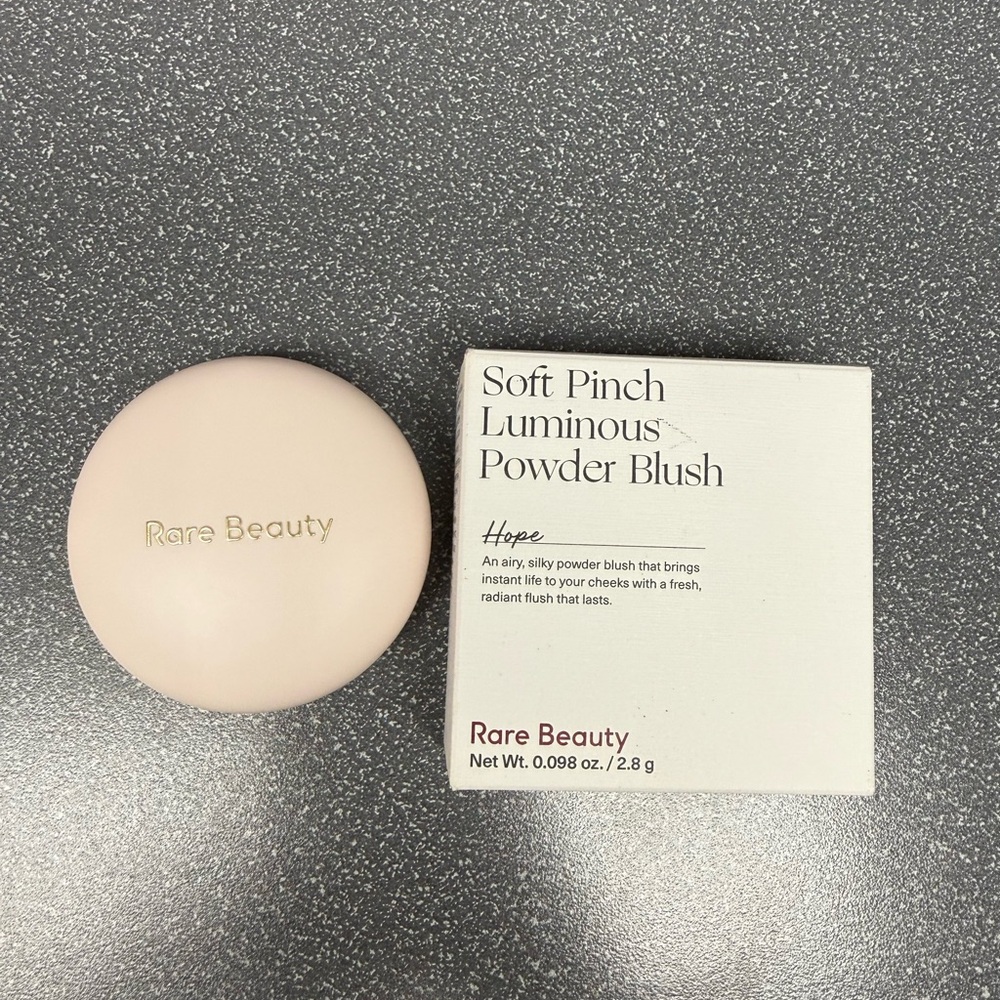 Rare Beauty
Soft Pinch
Luminous
Powder Blush
Hope
An airy, silky powder blush that brings
instant life to your cheeks with a fresh,
radiant flush that lasts.
Rare Beauty
Net Wt. 0.098 oz. / 2.8 g